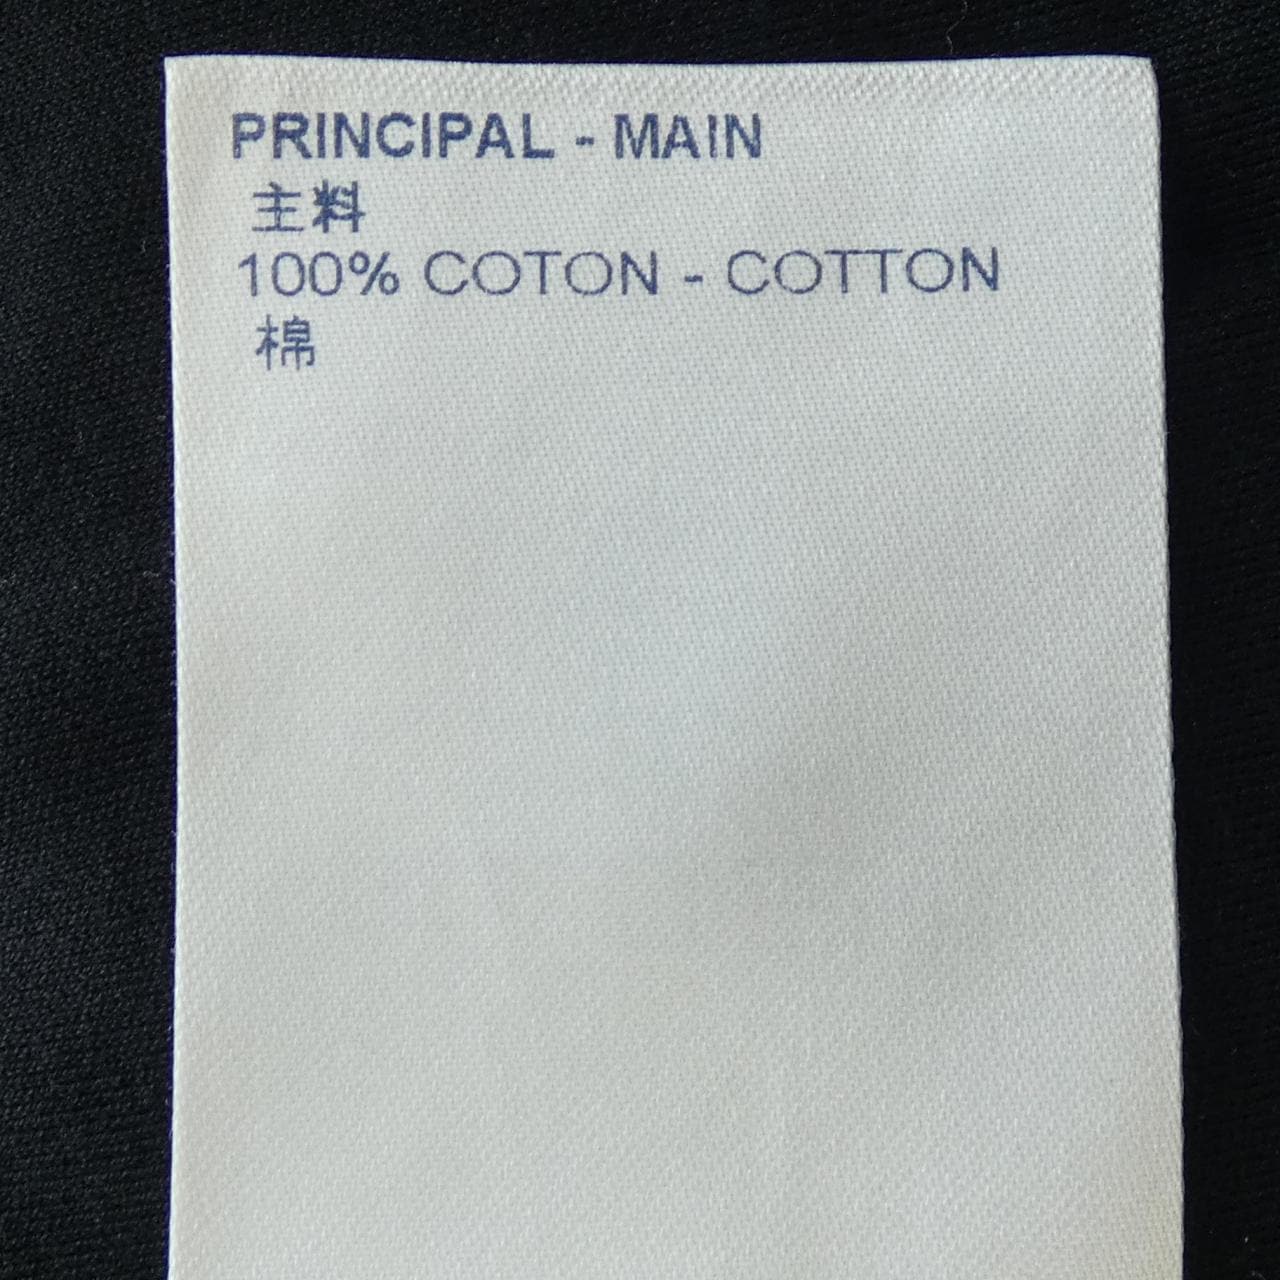 PRINCIPAL - MAIN
主料
100% COTON - COTTON
棉